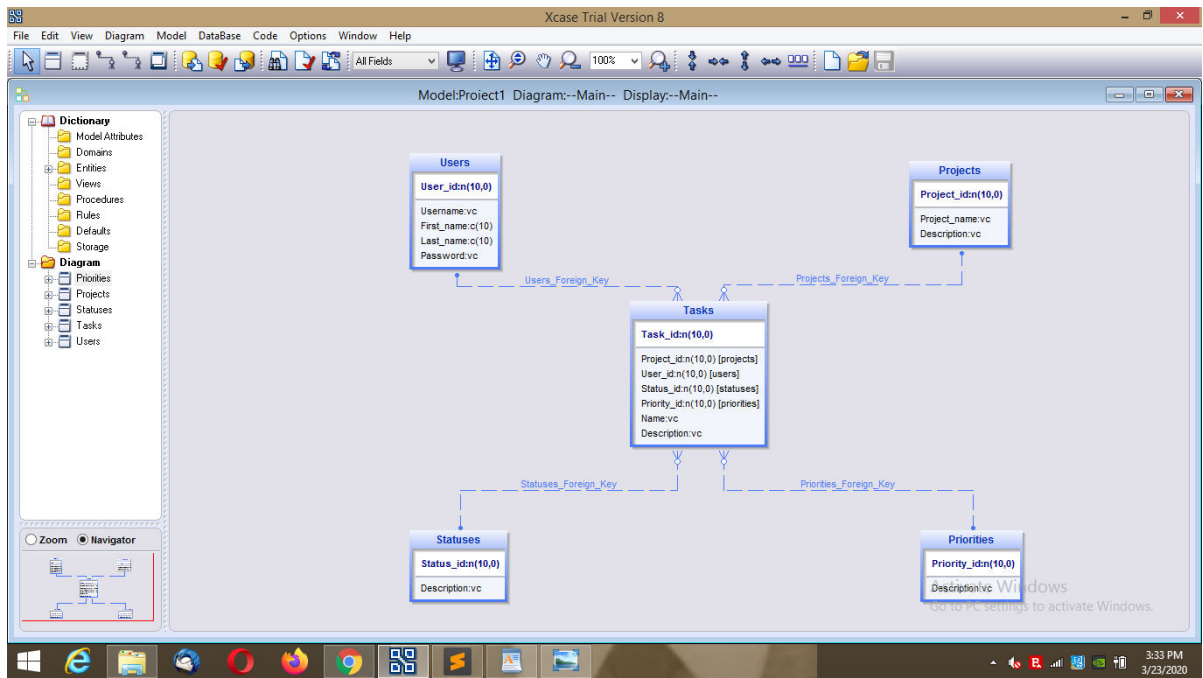 Xcase Trial Version 8
File Edit View Diagram Model DataBase Code Options Window Help
All Fields
100%
Model:Proiect1 Diagram:--Main-- Display:--Main--
Dictionary
Model Attributes
Domains
Entities
Views
Procedures
Rules
Defaults
Storage
Diagram
Priorities
Projects
Statuses
Tasks
Users
Zoom Navigator
Users
User_id:n(10,0)
Username:vc
First_name:c(10)
Last_name:c(10)
Password:vc
Projects
Project_id:n(10,0)
Project_name:vc
Description:vc
Users_Foreign_Key
Projects_Foreign_Key
Tasks
Task_id:n(10,0)
Project_id:n(10,0) [projects]
User_id:n(10,0) [users]
Status_id:n(10,0) [statuses]
Priority_id:n(10,0) [priorities]
Name:vc
Description:vc
Statuses_Foreign_Key
Priorities_Foreign_Key
Statuses
Status_id:n(10,0)
Description:vc
Priorities
Priority_id:n(10,0)
Description:vc
Activate Windows
Go to PC settings to activate Windows.
3:33 PM
3/23/2020